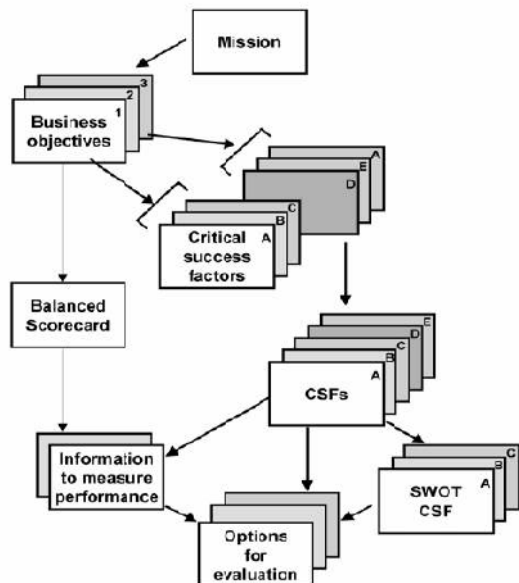 Mission
3
2
1
Business
objectives
A
E
D
C
B
A
Critical
success
factors
Balanced
Scorecard
E
D
C
B
A
CSFs
Information
to measure
performance
C
B
A
SWOT
CSF
Options
for
evaluation